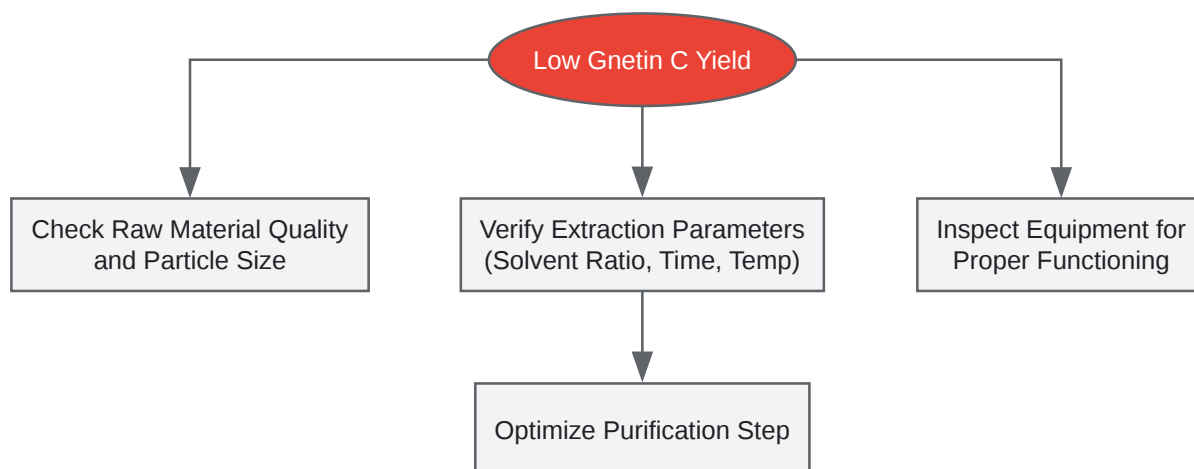 Low Gnetin C Yield
Check Raw Material Quality
and Particle Size
Verify Extraction Parameters
(Solvent Ratio, Time, Temp)
Inspect Equipment for
Proper Functioning
Optimize Purification Step